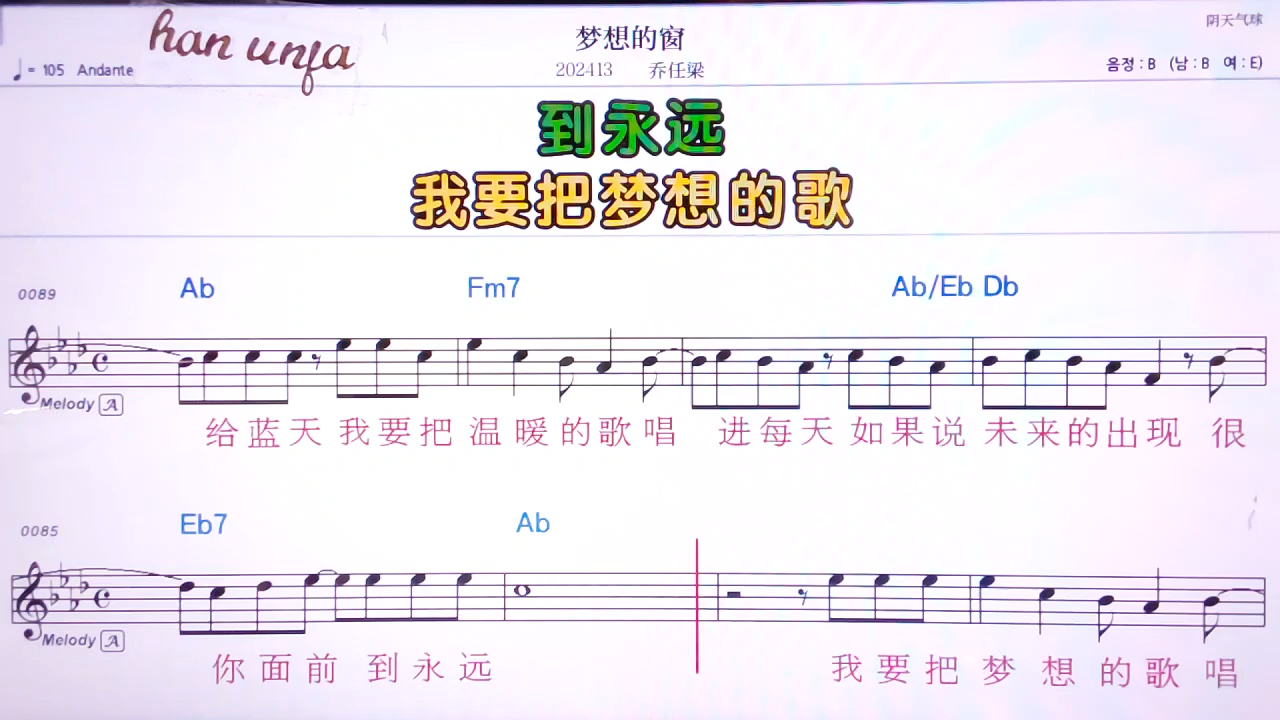 han unfa
♩= 105 Andante
梦想的窗
202413 乔任梁
阴天气球
음정 : B (남 : B 여 : E)
到永远
我要把梦想的歌
0089
Ab Fm7 Ab/Eb Db
Melody A
给蓝天 我要把 温暖的歌唱 进每天 如果说 未来的出现 很
0085
Eb7 Ab
Melody A
你面前 到永远 我要把 梦想的歌唱